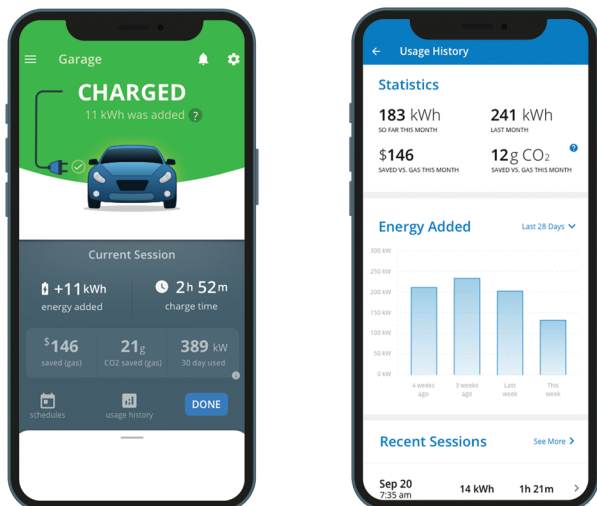 Garage
CHARGED
11 kWh was added ?
Current Session
+11kWh
energy added
2h 52m
charge time
$146
saved (gas)
21g
CO2 saved (gas)
389 kW
30 day used
schedules
usage history
DONE
Usage History
Statistics
183 kWh
SO FAR THIS MONTH
241 kWh
LAST MONTH
$146
SAVED VS. GAS THIS MONTH
12g CO2
SAVED VS. GAS THIS MONTH
?
Energy Added
Last 28 Days
300 kW
250 kW
200 kW
150 kW
100 kW
50 kW
0 kW
4 weeks
ago
3 weeks
ago
Last
week
This
week
Recent Sessions
See More
Sep 20
7:35 am
14 kWh
1h 21m